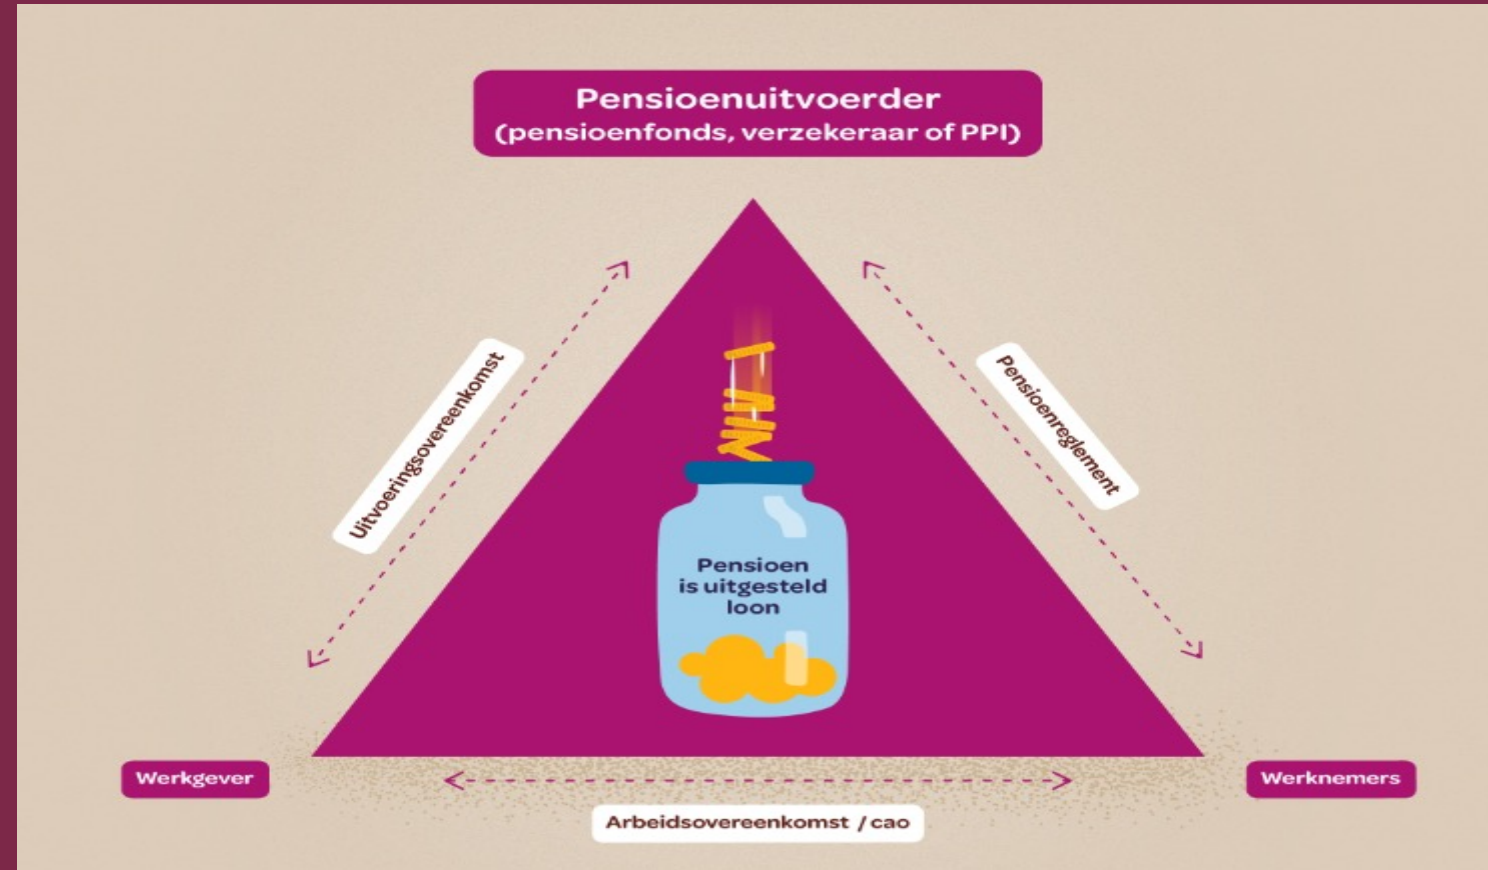 Pensioenuitvoerder
(pensioenfonds, verzekeraar of PPI)
Uitvoeringsovereenkomst
Pensioenreglement
Pensioen
is uitgesteld
loon
Werkgever
Werknemers
Arbeidsovereenkomst / cao